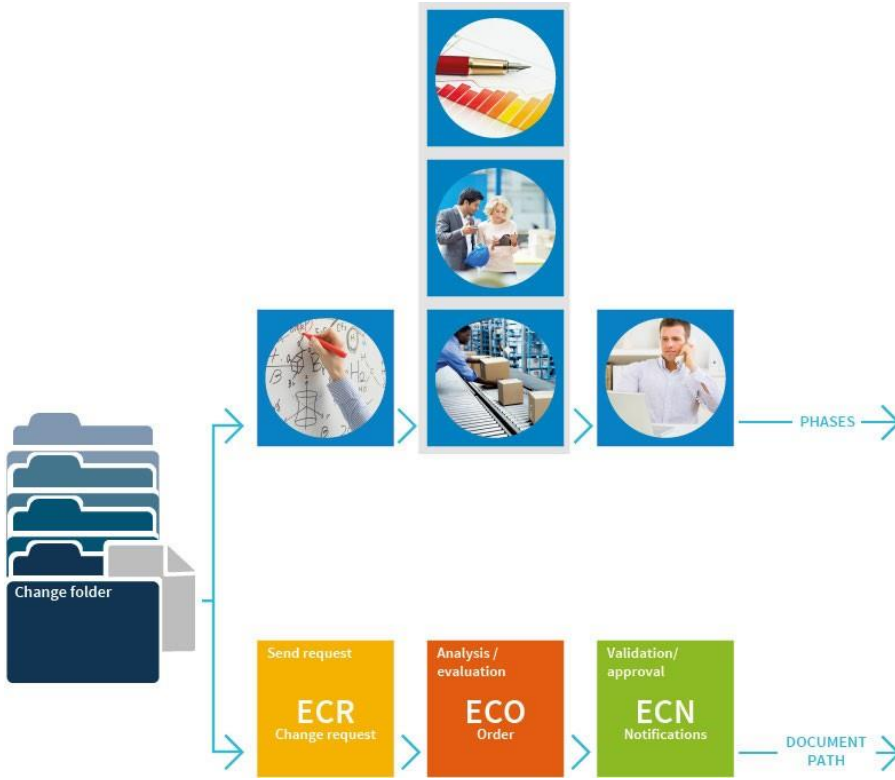 PHASES
Change folder
Send request
ECR
Change request
Analysis /
evaluation
ECO
Order
Validation/
approval
ECN
Notifications
DOCUMENT
PATH